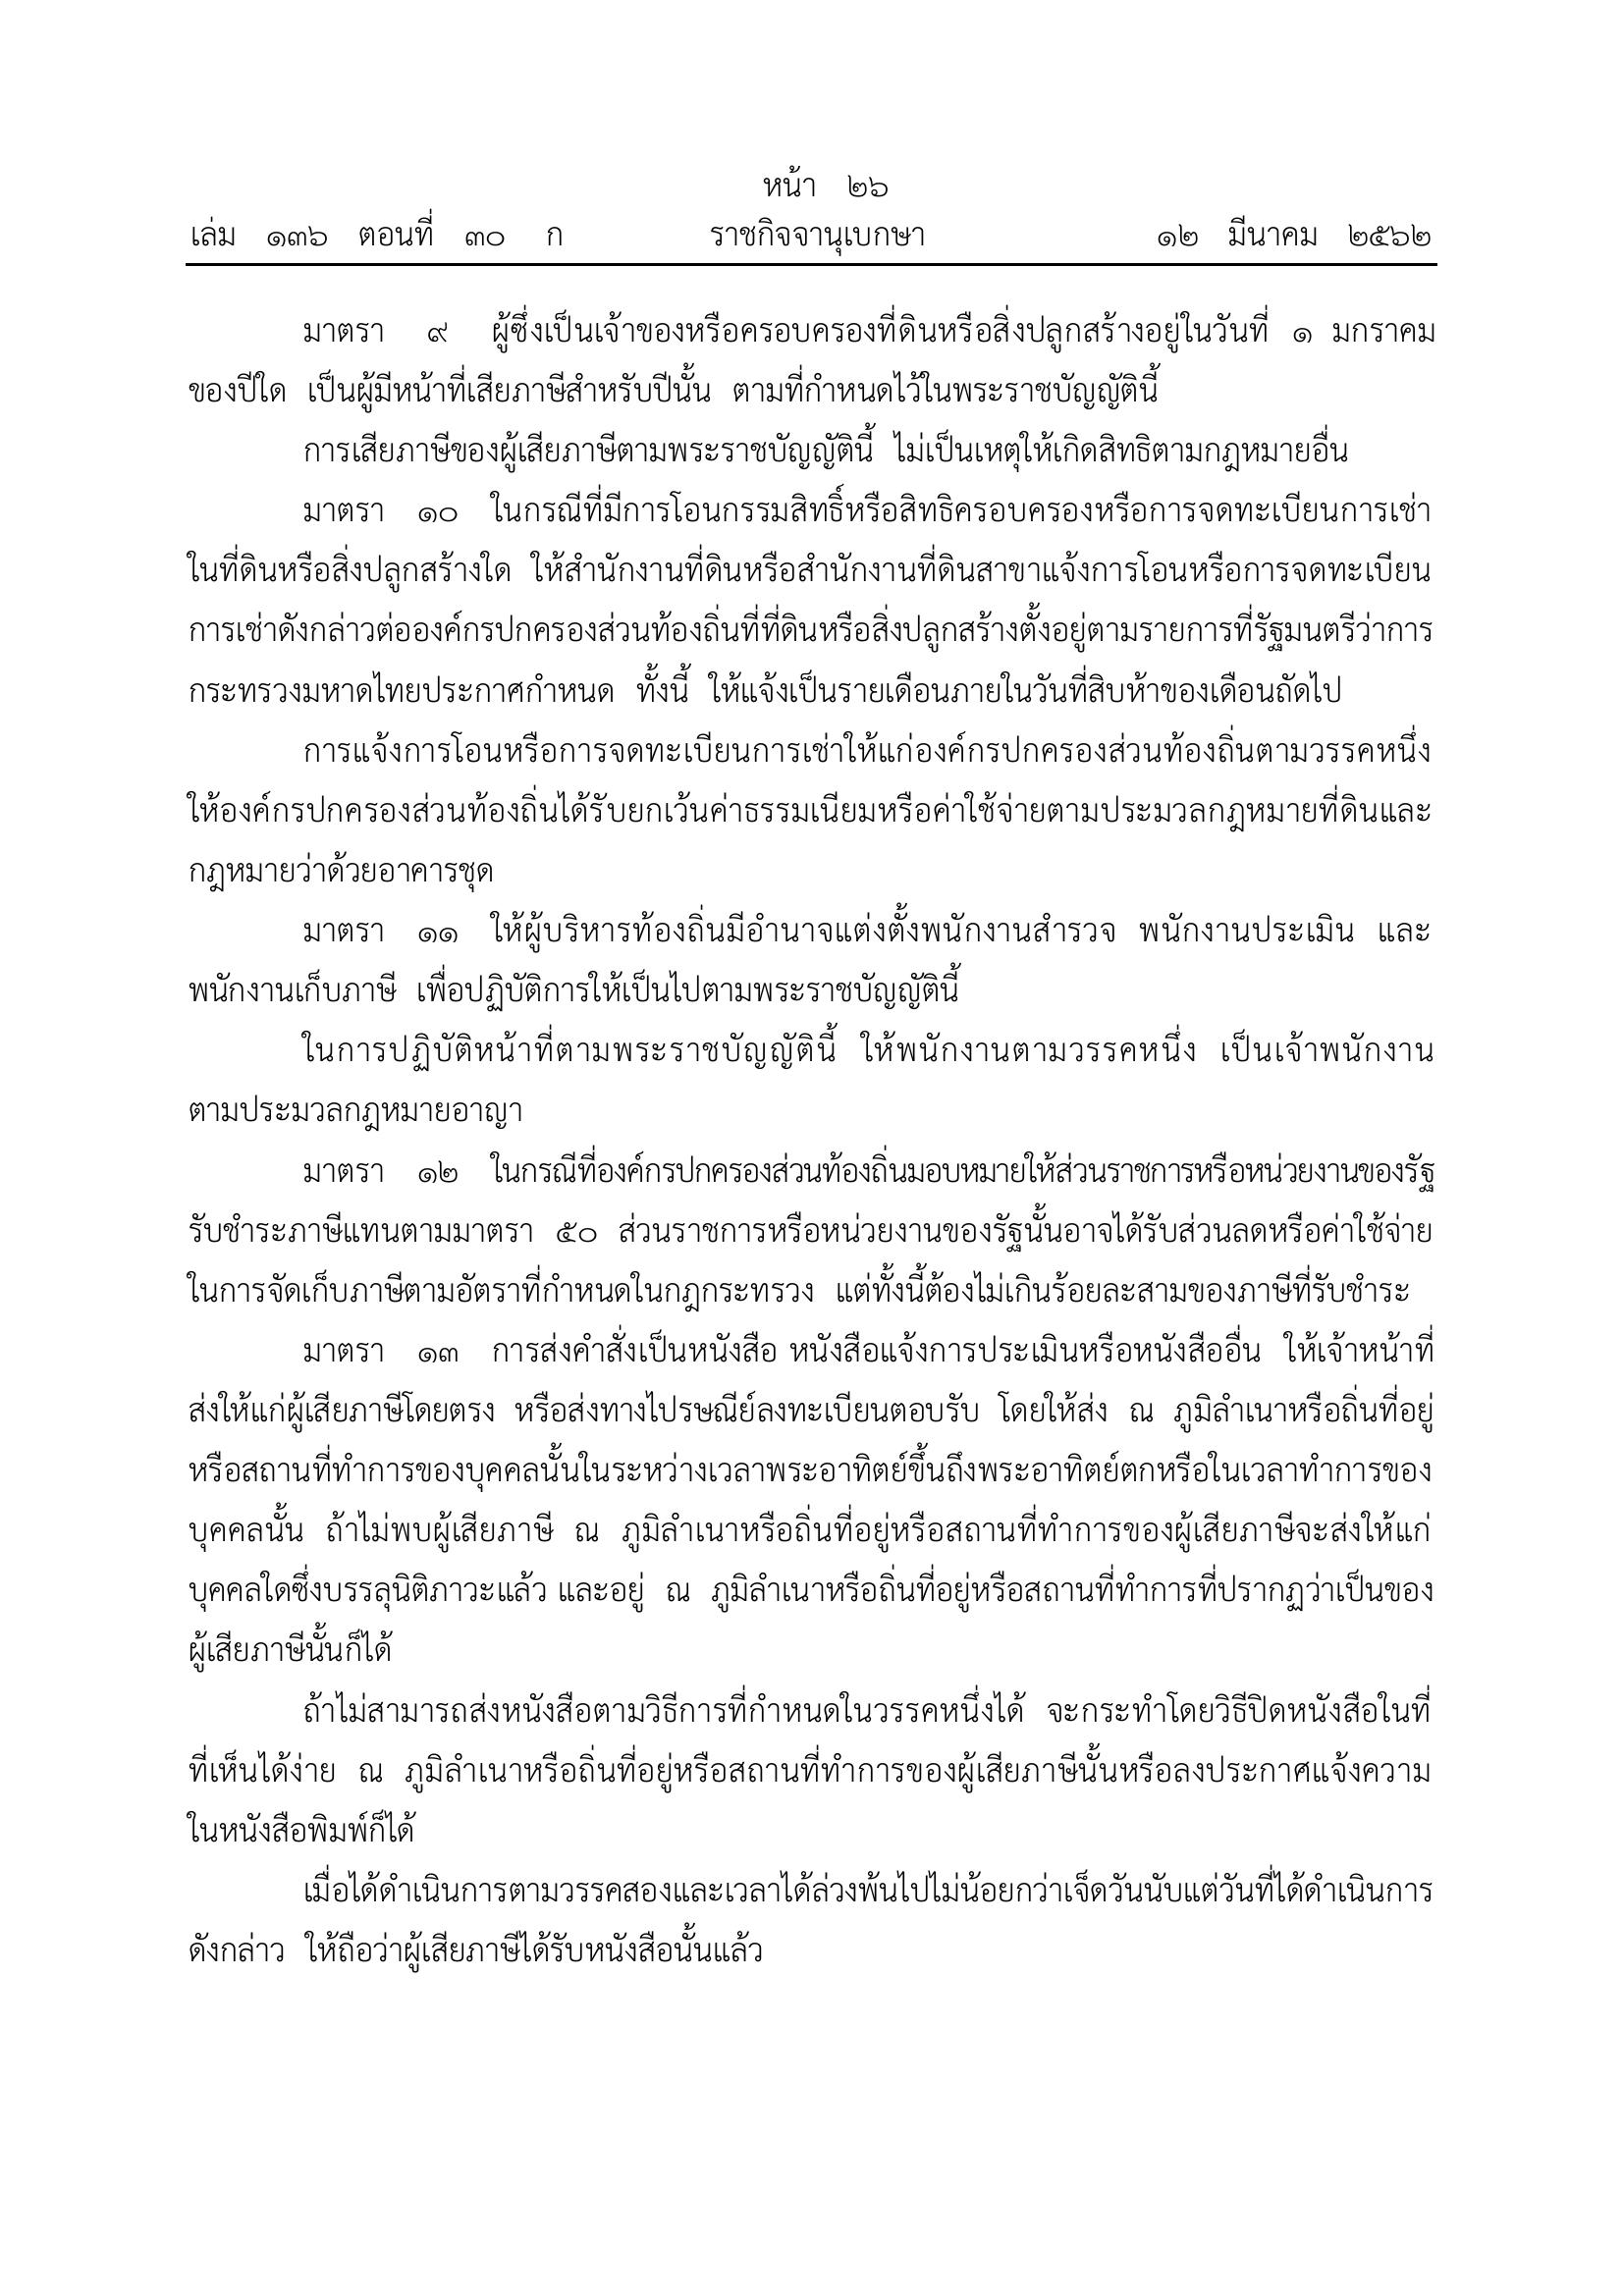 หน้า ๒๖
เล่ม ๑๓๖ ตอนที่ ๓๐ ก ราชกิจจานุเบกษา ๑๒ มีนาคม ๒๕๖๒
มาตรา ๙ ผู้ซึ่งเป็นเจ้าของหรือครอบครองที่ดินหรือสิ่งปลูกสร้างอยู่ในวันที่ ๑ มกราคม
ของปีใด เป็นผู้มีหน้าที่เสียภาษีสำหรับปีนั้น ตามที่กำหนดไว้ในพระราชบัญญัตินี้
การเสียภาษีของผู้เสียภาษีตามพระราชบัญญัตินี้ ไม่เป็นเหตุให้เกิดสิทธิตามกฎหมายอื่น
มาตรา ๑๐ ในกรณีที่มีการโอนกรรมสิทธิ์หรือสิทธิครอบครองหรือการจดทะเบียนการเช่า
ในที่ดินหรือสิ่งปลูกสร้างใด ให้สำนักงานที่ดินหรือสำนักงานที่ดินสาขาแจ้งการโอนหรือการจดทะเบียน
การเช่าดังกล่าวต่อองค์กรปกครองส่วนท้องถิ่นที่ที่ดินหรือสิ่งปลูกสร้างตั้งอยู่ตามรายการที่รัฐมนตรีว่าการ
กระทรวงมหาดไทยประกาศกำหนด ทั้งนี้ ให้แจ้งเป็นรายเดือนภายในวันที่สิบห้าของเดือนถัดไป
การแจ้งการโอนหรือการจดทะเบียนการเช่าให้แก่องค์กรปกครองส่วนท้องถิ่นตามวรรคหนึ่ง
ให้องค์กรปกครองส่วนท้องถิ่นได้รับยกเว้นค่าธรรมเนียมหรือค่าใช้จ่ายตามประมวลกฎหมายที่ดินและ
กฎหมายว่าด้วยอาคารชุด
มาตรา ๑๑ ให้ผู้บริหารท้องถิ่นมีอำนาจแต่งตั้งพนักงานสำรวจ พนักงานประเมิน และ
พนักงานเก็บภาษี เพื่อปฏิบัติการให้เป็นไปตามพระราชบัญญัตินี้
ในการปฏิบัติหน้าที่ตามพระราชบัญญัตินี้ ให้พนักงานตามวรรคหนึ่ง เป็นเจ้าพนักงาน
ตามประมวลกฎหมายอาญา
มาตรา ๑๒ ในกรณีที่องค์กรปกครองส่วนท้องถิ่นมอบหมายให้ส่วนราชการหรือหน่วยงานของรัฐ
รับชำระภาษีแทนตามมาตรา ๕๐ ส่วนราชการหรือหน่วยงานของรัฐนั้นอาจได้รับส่วนลดหรือค่าใช้จ่าย
ในการจัดเก็บภาษีตามอัตราที่กำหนดในกฎกระทรวง แต่ทั้งนี้ต้องไม่เกินร้อยละสามของภาษีที่รับชำระ
มาตรา ๑๓ การส่งคำสั่งเป็นหนังสือ หนังสือแจ้งการประเมินหรือหนังสืออื่น ให้เจ้าหน้าที่
ส่งให้แก่ผู้เสียภาษีโดยตรง หรือส่งทางไปรษณีย์ลงทะเบียนตอบรับ โดยให้ส่ง ณ ภูมิลำเนาหรือถิ่นที่อยู่
หรือสถานที่ทำการของบุคคลนั้นในระหว่างเวลาพระอาทิตย์ขึ้นถึงพระอาทิตย์ตกหรือในเวลาทำการของ
บุคคลนั้น ถ้าไม่พบผู้เสียภาษี ณ ภูมิลำเนาหรือถิ่นที่อยู่หรือสถานที่ทำการของผู้เสียภาษีจะส่งให้แก่
บุคคลใดซึ่งบรรลุนิติภาวะแล้ว และอยู่ ณ ภูมิลำเนาหรือถิ่นที่อยู่หรือสถานที่ทำการที่ปรากฏว่าเป็นของ
ผู้เสียภาษีนั้นก็ได้
ถ้าไม่สามารถส่งหนังสือตามวิธีการที่กำหนดในวรรคหนึ่งได้ จะกระทำโดยวิธีปิดหนังสือในที่
ที่เห็นได้ง่าย ณ ภูมิลำเนาหรือถิ่นที่อยู่หรือสถานที่ทำการของผู้เสียภาษีนั้นหรือลงประกาศแจ้งความ
ในหนังสือพิมพ์ก็ได้
เมื่อได้ดำเนินการตามวรรคสองและเวลาได้ล่วงพ้นไปไม่น้อยกว่าเจ็ดวันนับแต่วันที่ได้ดำเนินการ
ดังกล่าว ให้ถือว่าผู้เสียภาษีได้รับหนังสือนั้นแล้ว